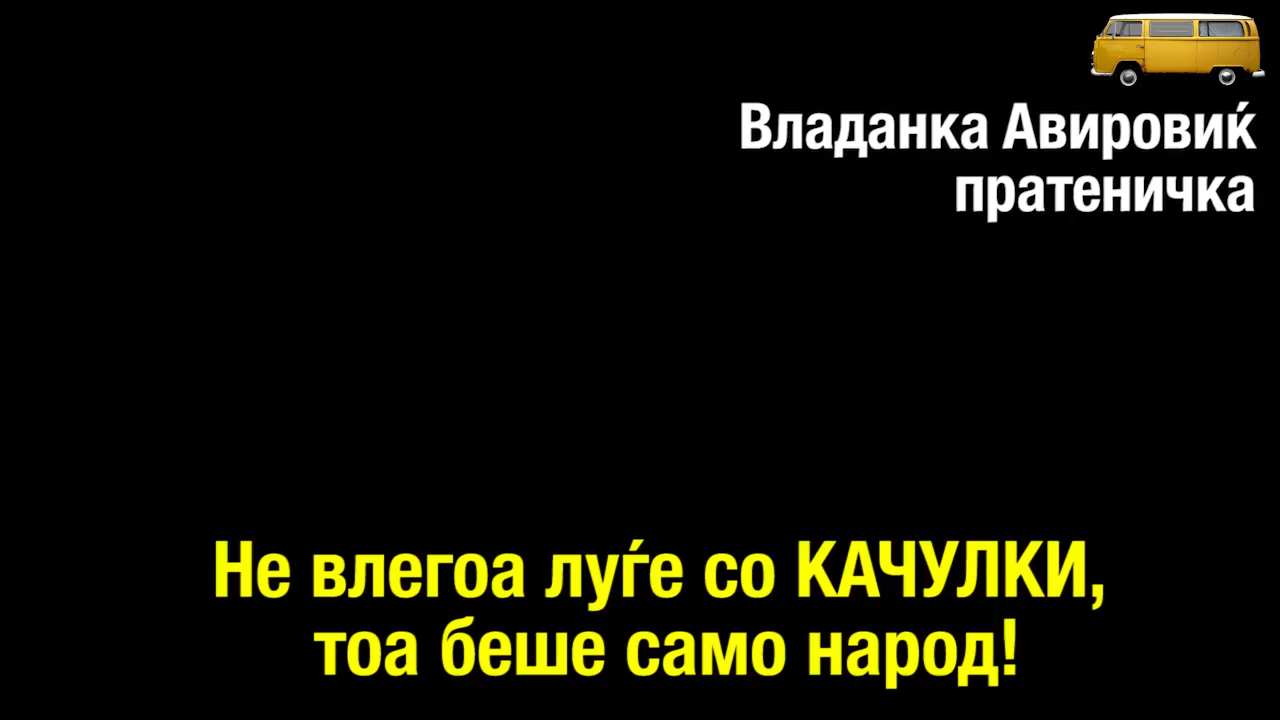 Владанка Авировиќ
пратеничка
Не влегоа луѓе со КАЧУЛКИ,
тоа беше само народ!